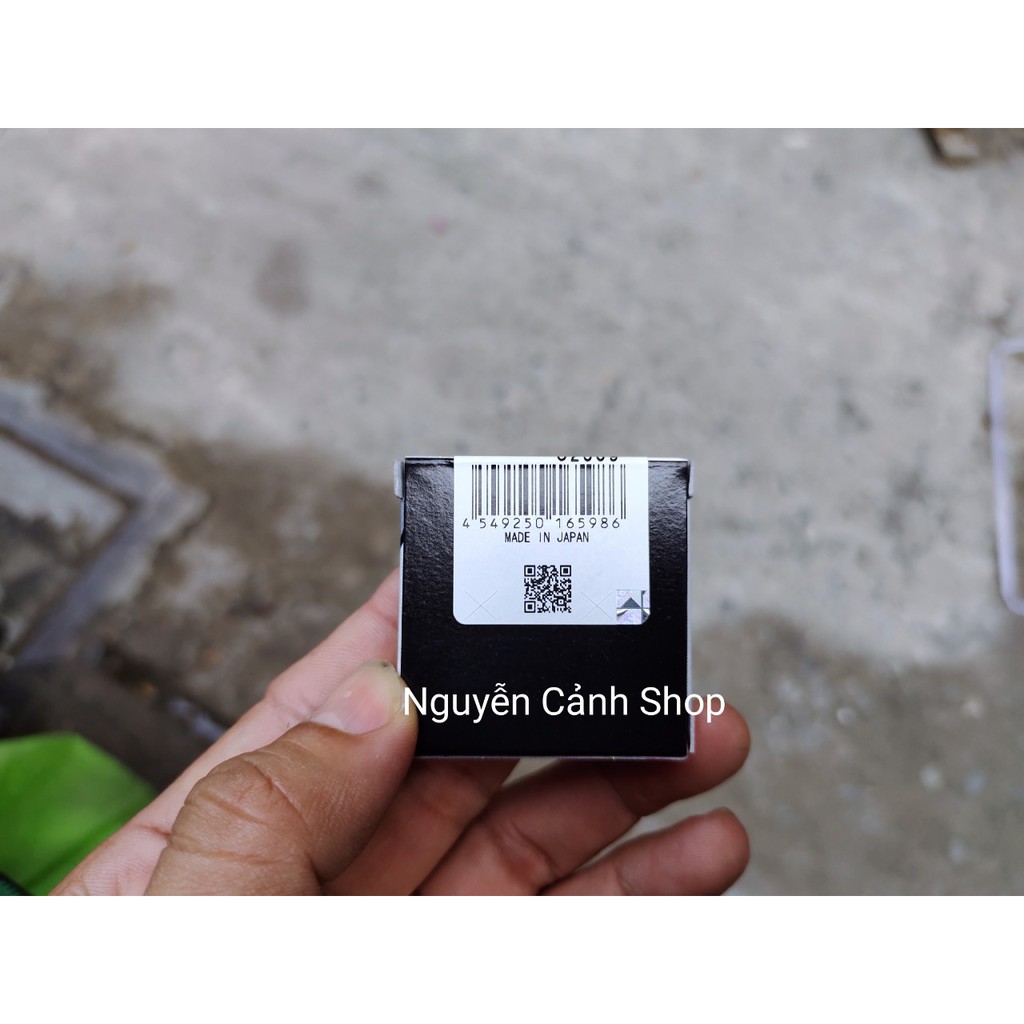 4 549250 165986
MADE IN JAPAN
Nguyễn Cảnh Shop